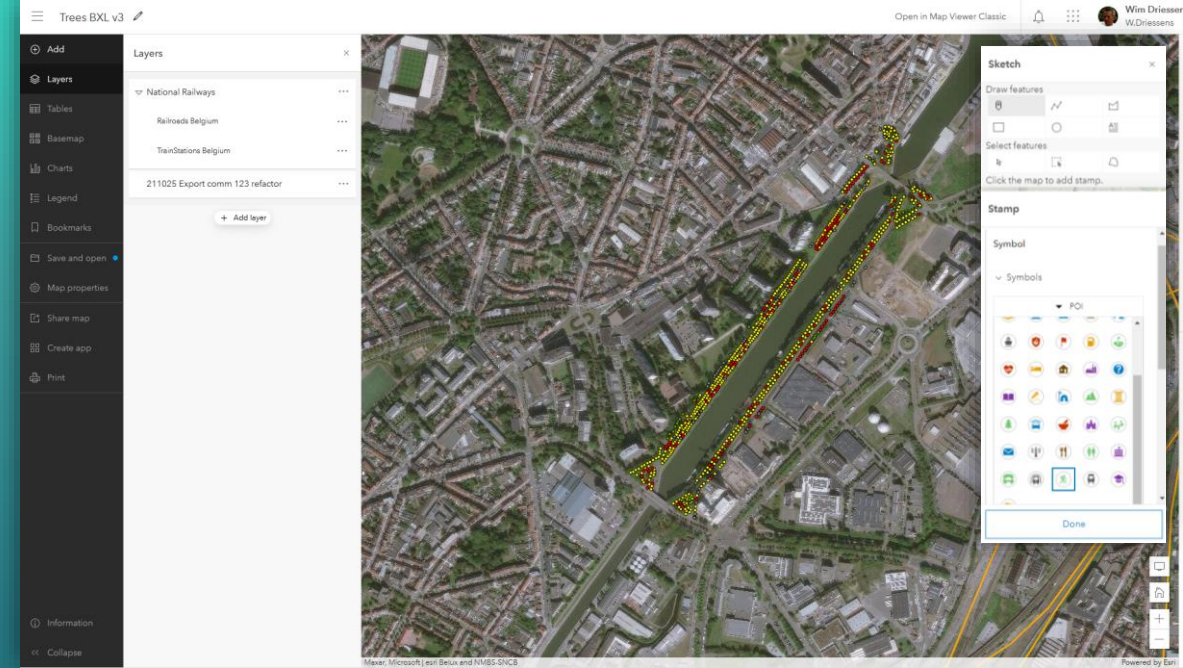 Trees BXL v3
Open in Map Viewer Classic
Wim Driessen
W.Driessens
Add
Layers
Tables
Basemap
Charts
Legend
Bookmarks
Save and open
Map properties
Share map
Create app
Print
Information
Collapse
Layers
National Railways
Railroads Belgium
TrainStations Belgium
211025 Export comm 123 refactor
+ Add layer
Sketch
Draw features
Select features
Click the map to add stamp.
Stamp
Symbol
Symbols
POI
Done
Maxar, Microsoft | esri Belux and NMBS-SNCB
Powered by Esri